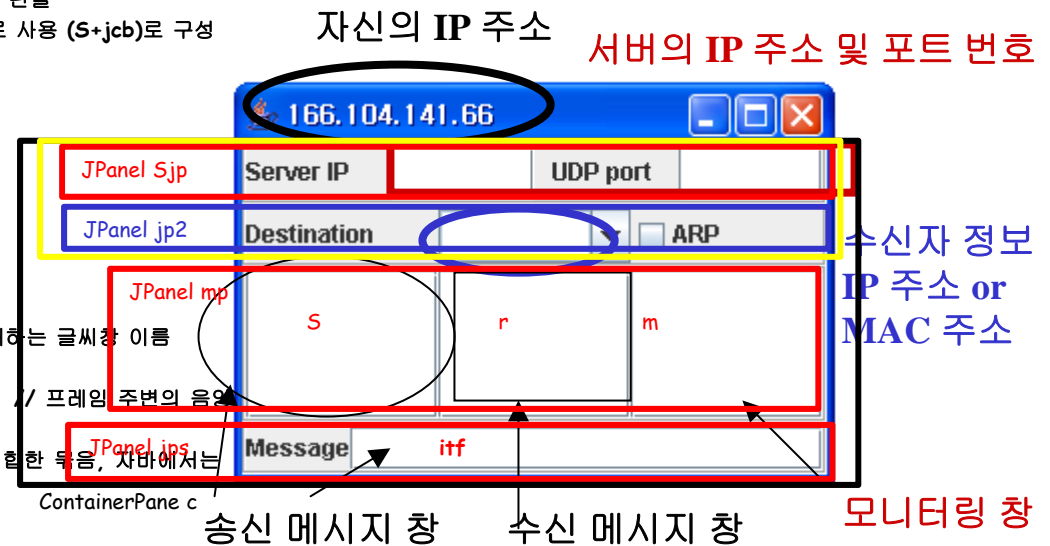 로 사용 (S+jcb)로 구성
자신의 IP 주소
서버의 IP 주소 및 포트 번호
166.104.141.66
JPanel Sjp
Server IP
UDP port
JPanel jp2
Destination
ARP
수신자 정보
IP 주소 or
MAC 주소
JPanel mp
S
r
m
하는 글씨창 이름
// 프레임 주변의 음영
JPanel jps
Message
itf
합한 묶음, 자바에서는
ContainerPane c
송신 메시지 창
수신 메시지 창
모니터링 창